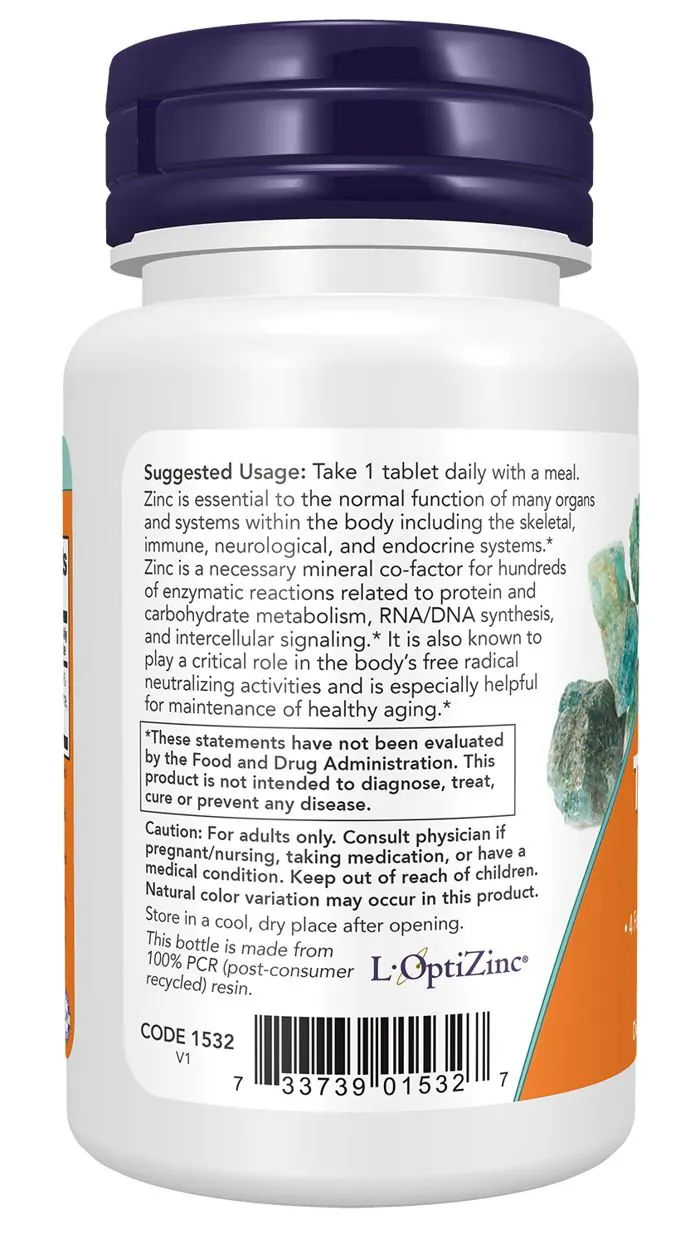 Suggested Usage: Take 1 tablet daily with a meal.
Zinc is essential to the normal function of many organs
and systems within the body including the skeletal,
immune, neurological, and endocrine systems.*
Zinc is a necessary mineral co-factor for hundreds
of enzymatic reactions related to protein and
carbohydrate metabolism, RNA/DNA synthesis,
and intercellular signaling.* It is also known to
play a critical role in the body's free radical
neutralizing activities and is especially helpful
for maintenance of healthy aging.*
*These statements have not been evaluated
by the Food and Drug Administration. This
product is not intended to diagnose, treat,
cure or prevent any disease.
Caution: For adults only. Consult physician if
pregnant/nursing, taking medication, or have a
medical condition. Keep out of reach of children.
Natural color variation may occur in this product.
Store in a cool, dry place after opening.
This bottle is made from
100% PCR (post-consumer
recycled) resin.
L·OptiZinc®
CODE 1532
V1
7 33739 01532 7